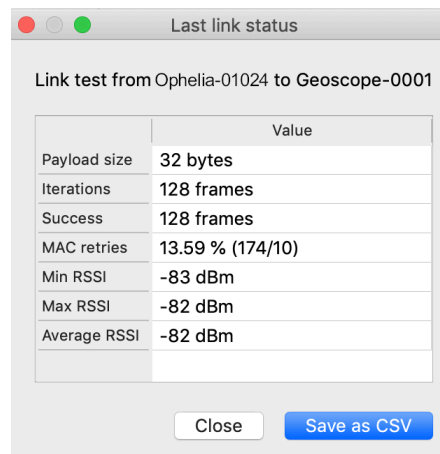 Last link status
Link test from Ophelia-01024 to Geoscope-0001
Value
Payload size 32 bytes
Iterations 128 frames
Success 128 frames
MAC retries 13.59 % (174/10)
Min RSSI -83 dBm
Max RSSI -82 dBm
Average RSSI -82 dBm
Close Save as CSV